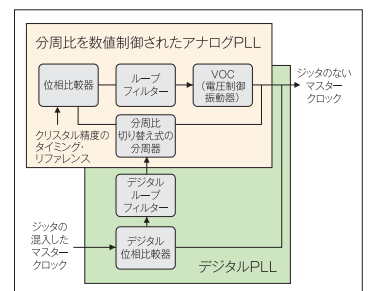 分周比を数値制御されたアナログPLL
位相比較器
ループ
フィルター
VOC
(電圧制御
振動器)
ジッタのない
マスター
クロック
クリスタル精度の
タイミング・
リファレンス
分周比
切り替え式の
分周器
デジタル
ループ
フィルター
ジッタの
混入した
マスター
クロック
デジタル
位相比較器
デジタルPLL